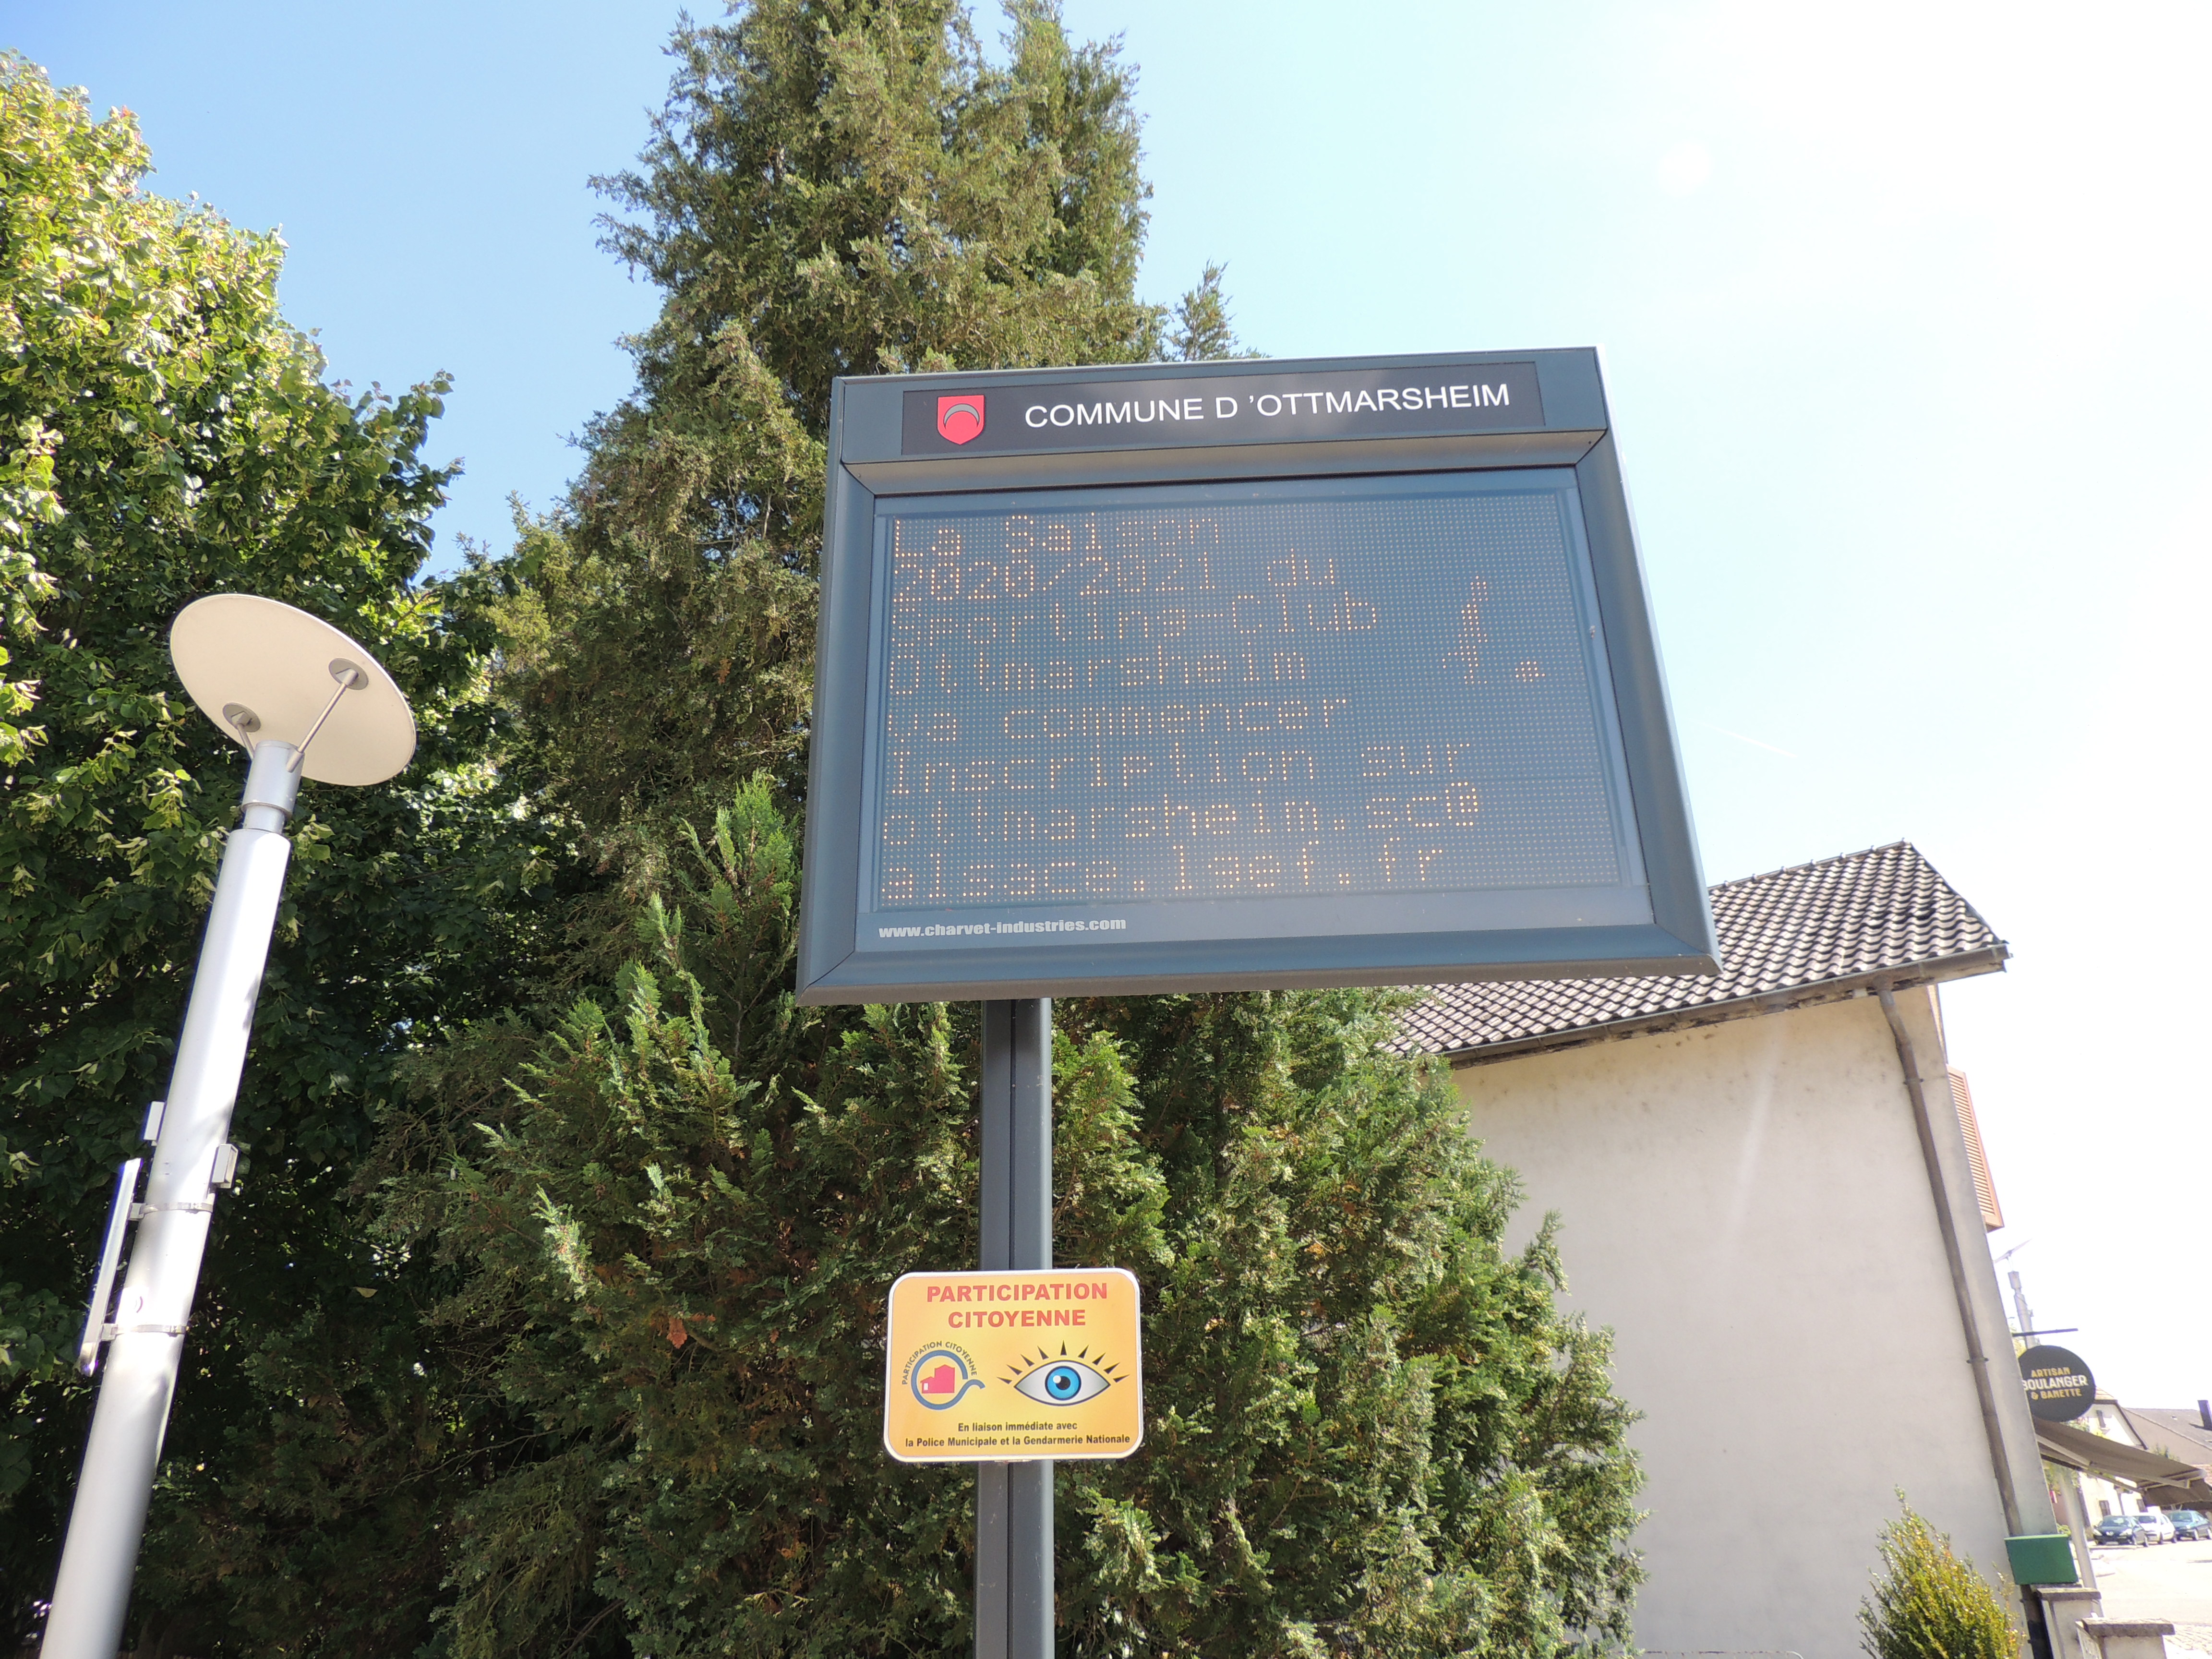 COMMUNE D 'OTTMARSHEIM
La Saison
2020/2021 du
Sporting-Club
Ottmarsheim
va commencer
Inscription sur
ottmarsheim.sc@
alsace.lgef.fr
www.charvet-industries.com
PARTICIPATION
CITOYENNE
PARTICIPATION CITOYENNE
En liaison immédiate avec
la Police Municipale et la Gendarmerie Nationale
ARTISAN
BOULANGER
& BANETTE